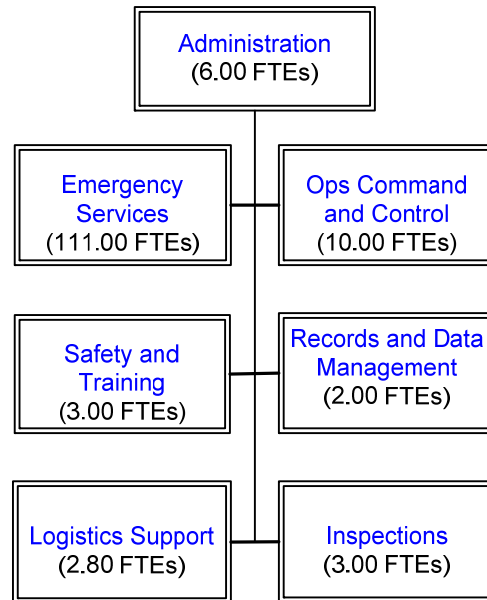 Administration
(6.00 FTEs)
Emergency
Services
(111.00 FTEs)
Ops Command
and Control
(10.00 FTEs)
Safety and
Training
(3.00 FTEs)
Records and Data
Management
(2.00 FTEs)
Logistics Support
(2.80 FTEs)
Inspections
(3.00 FTEs)